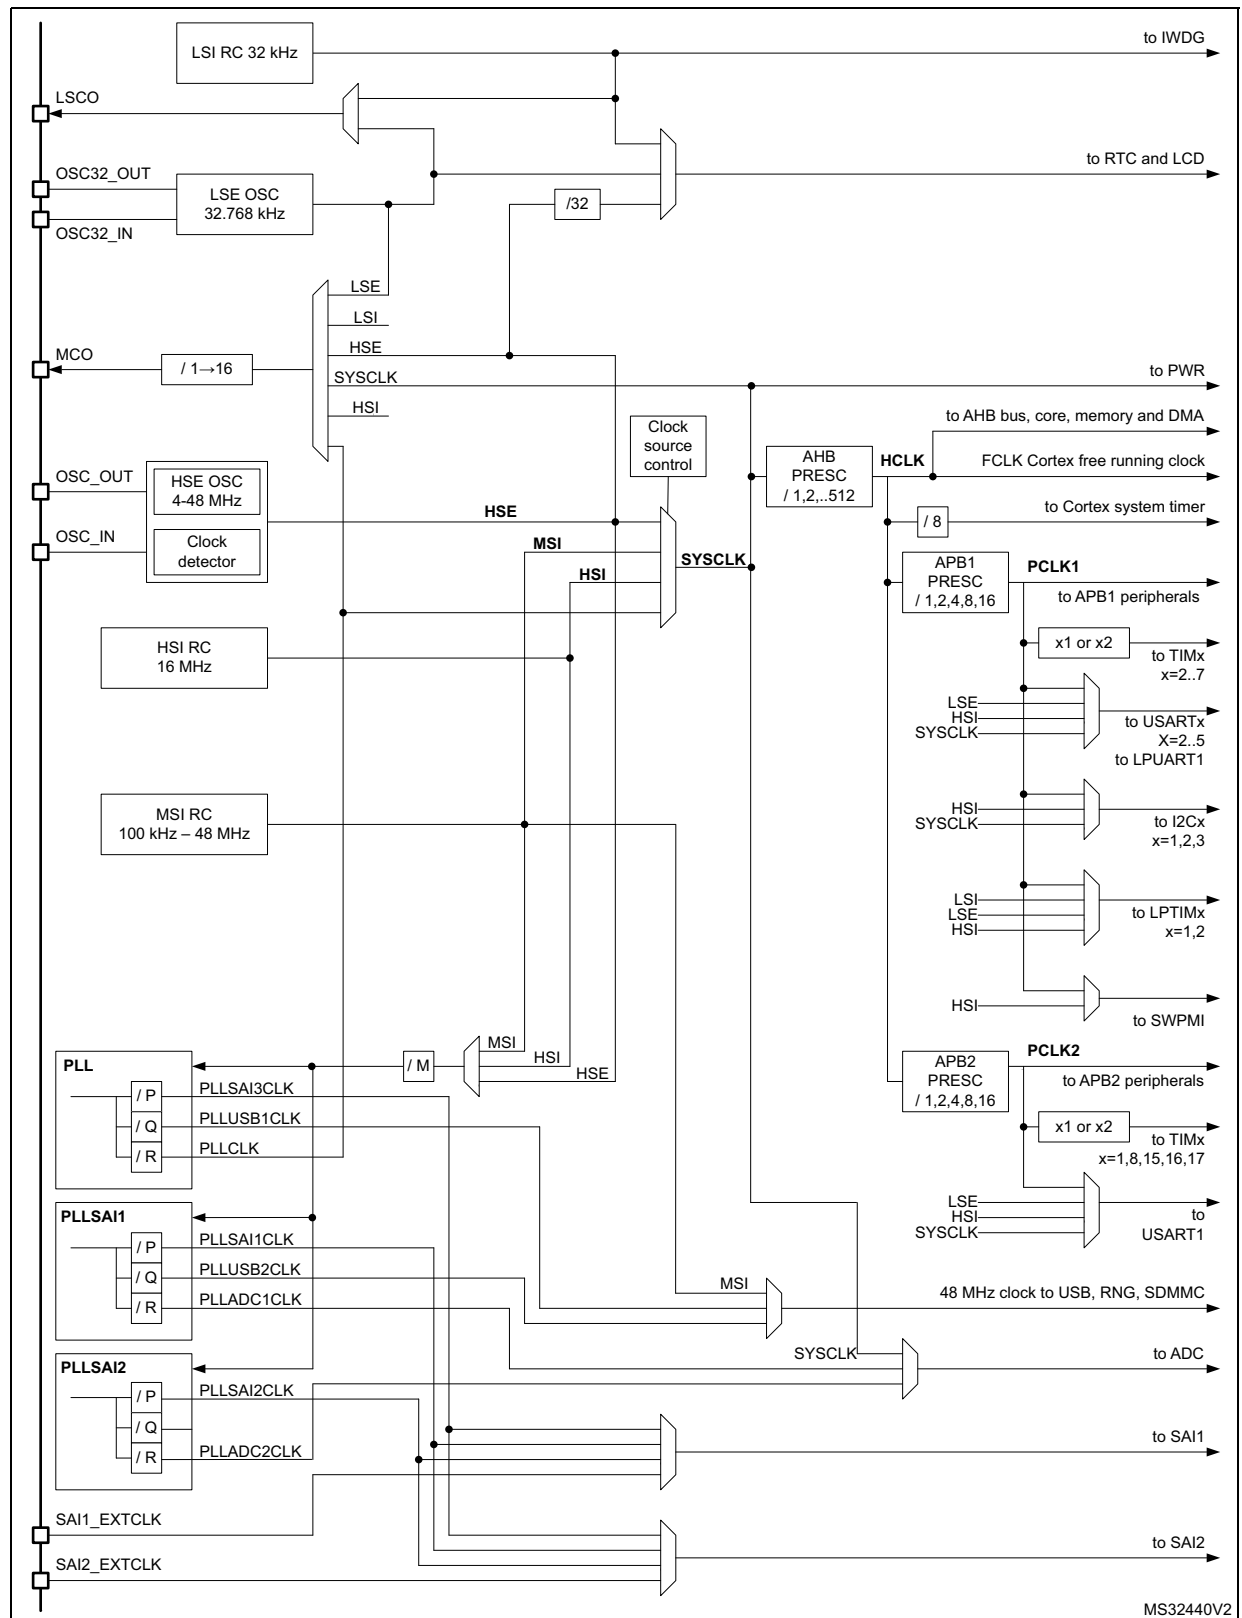 LSI RC 32 kHz
to IWDG
LSCO
to RTC and LCD
OSC32_OUT
LSE OSC
32.768 kHz
/32
OSC32_IN
LSE
LSI
MCO
HSE
/ 1→16
SYSCLK
to PWR
HSI
to AHB bus, core, memory and DMA
Clock
source
control
AHB
PRESC
/ 1,2,..512
HCLK
FCLK Cortex free running clock
OSC_OUT
HSE OSC
4-48 MHz
HSE
/ 8
to Cortex system timer
OSC_IN
Clock
detector
MSI
SYSCLK
HSI
APB1
PRESC
/ 1,2,4,8,16
PCLK1
to APB1 peripherals
HSI RC
16 MHz
x1 or x2
to TIMx
x=2..7
LSE
HSI
SYSCLK
to USARTx
X=2..5
to LPUART1
MSI RC
100 kHz – 48 MHz
HSI
SYSCLK
to I2Cx
x=1,2,3
LSI
LSE
HSI
to LPTIMx
x=1,2
HSI
to SWPMI
MSI
HSI
HSE
/ M
PLL
/ P
PLLSAI3CLK
/ Q
PLLUSB1CLK
/ R
PLLCLK
APB2
PRESC
/ 1,2,4,8,16
PCLK2
to APB2 peripherals
x1 or x2
to TIMx
x=1,8,15,16,17
LSE
HSI
SYSCLK
to
USART1
PLLSAI1
/ P
PLLSAI1CLK
/ Q
PLLUSB2CLK
/ R
PLLADC1CLK
MSI
48 MHz clock to USB, RNG, SDMMC
SYSCLK
to ADC
PLLSAI2
/ P
PLLSAI2CLK
/ Q
/ R
PLLADC2CLK
to SAI1
SAI1_EXTCLK
to SAI2
SAI2_EXTCLK
MS32440V2